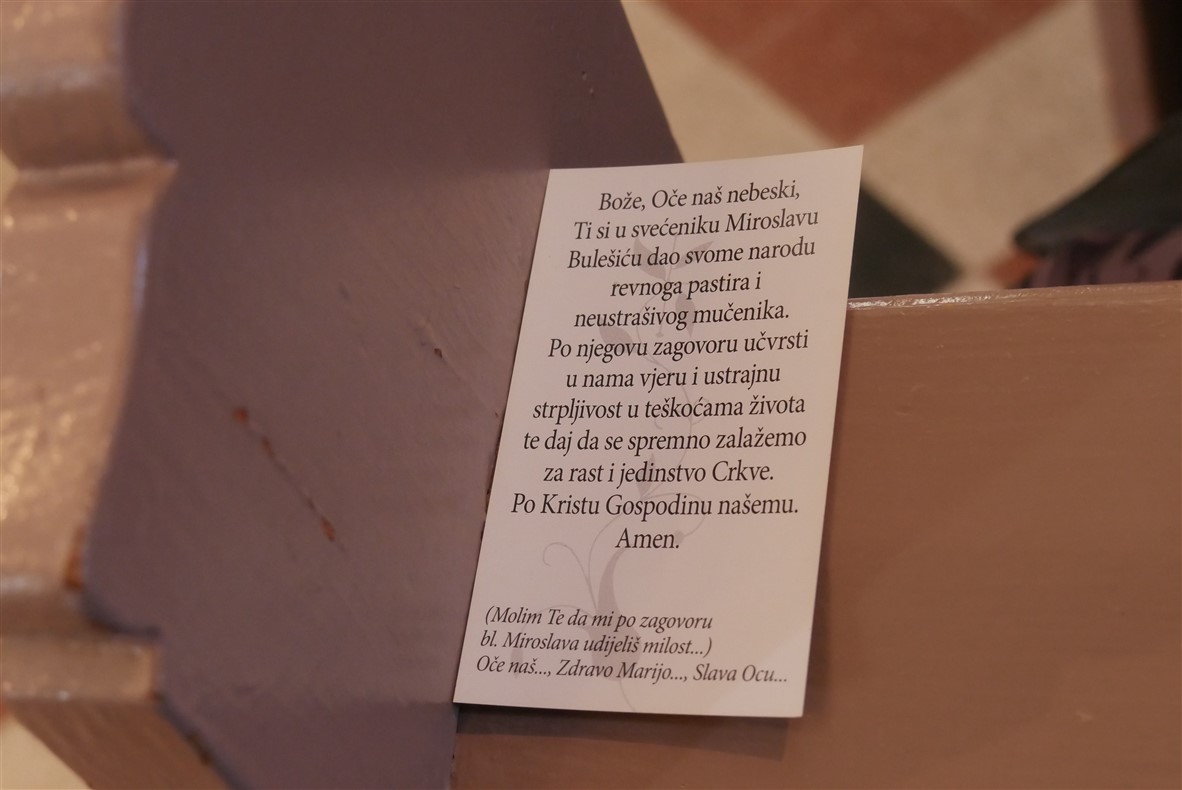 Bože, Oče naš nebeski,
Ti si u svećeniku Miroslavu
Bulešiću dao svome narodu
revnoga pastira i
neustrašivog mučenika.
Po njegovu zagovoru učvrsti
u nama vjeru i ustrajnu
strpljivost u teškoćama života
te daj da se spremno zalažemo
za rast i jedinstvo Crkve.
Po Kristu Gospodinu našemu.
Amen.
(Molim Te da mi po zagovoru
bl. Miroslava udijeliš milost...)
Oče naš..., Zdravo Marijo..., Slava Ocu...